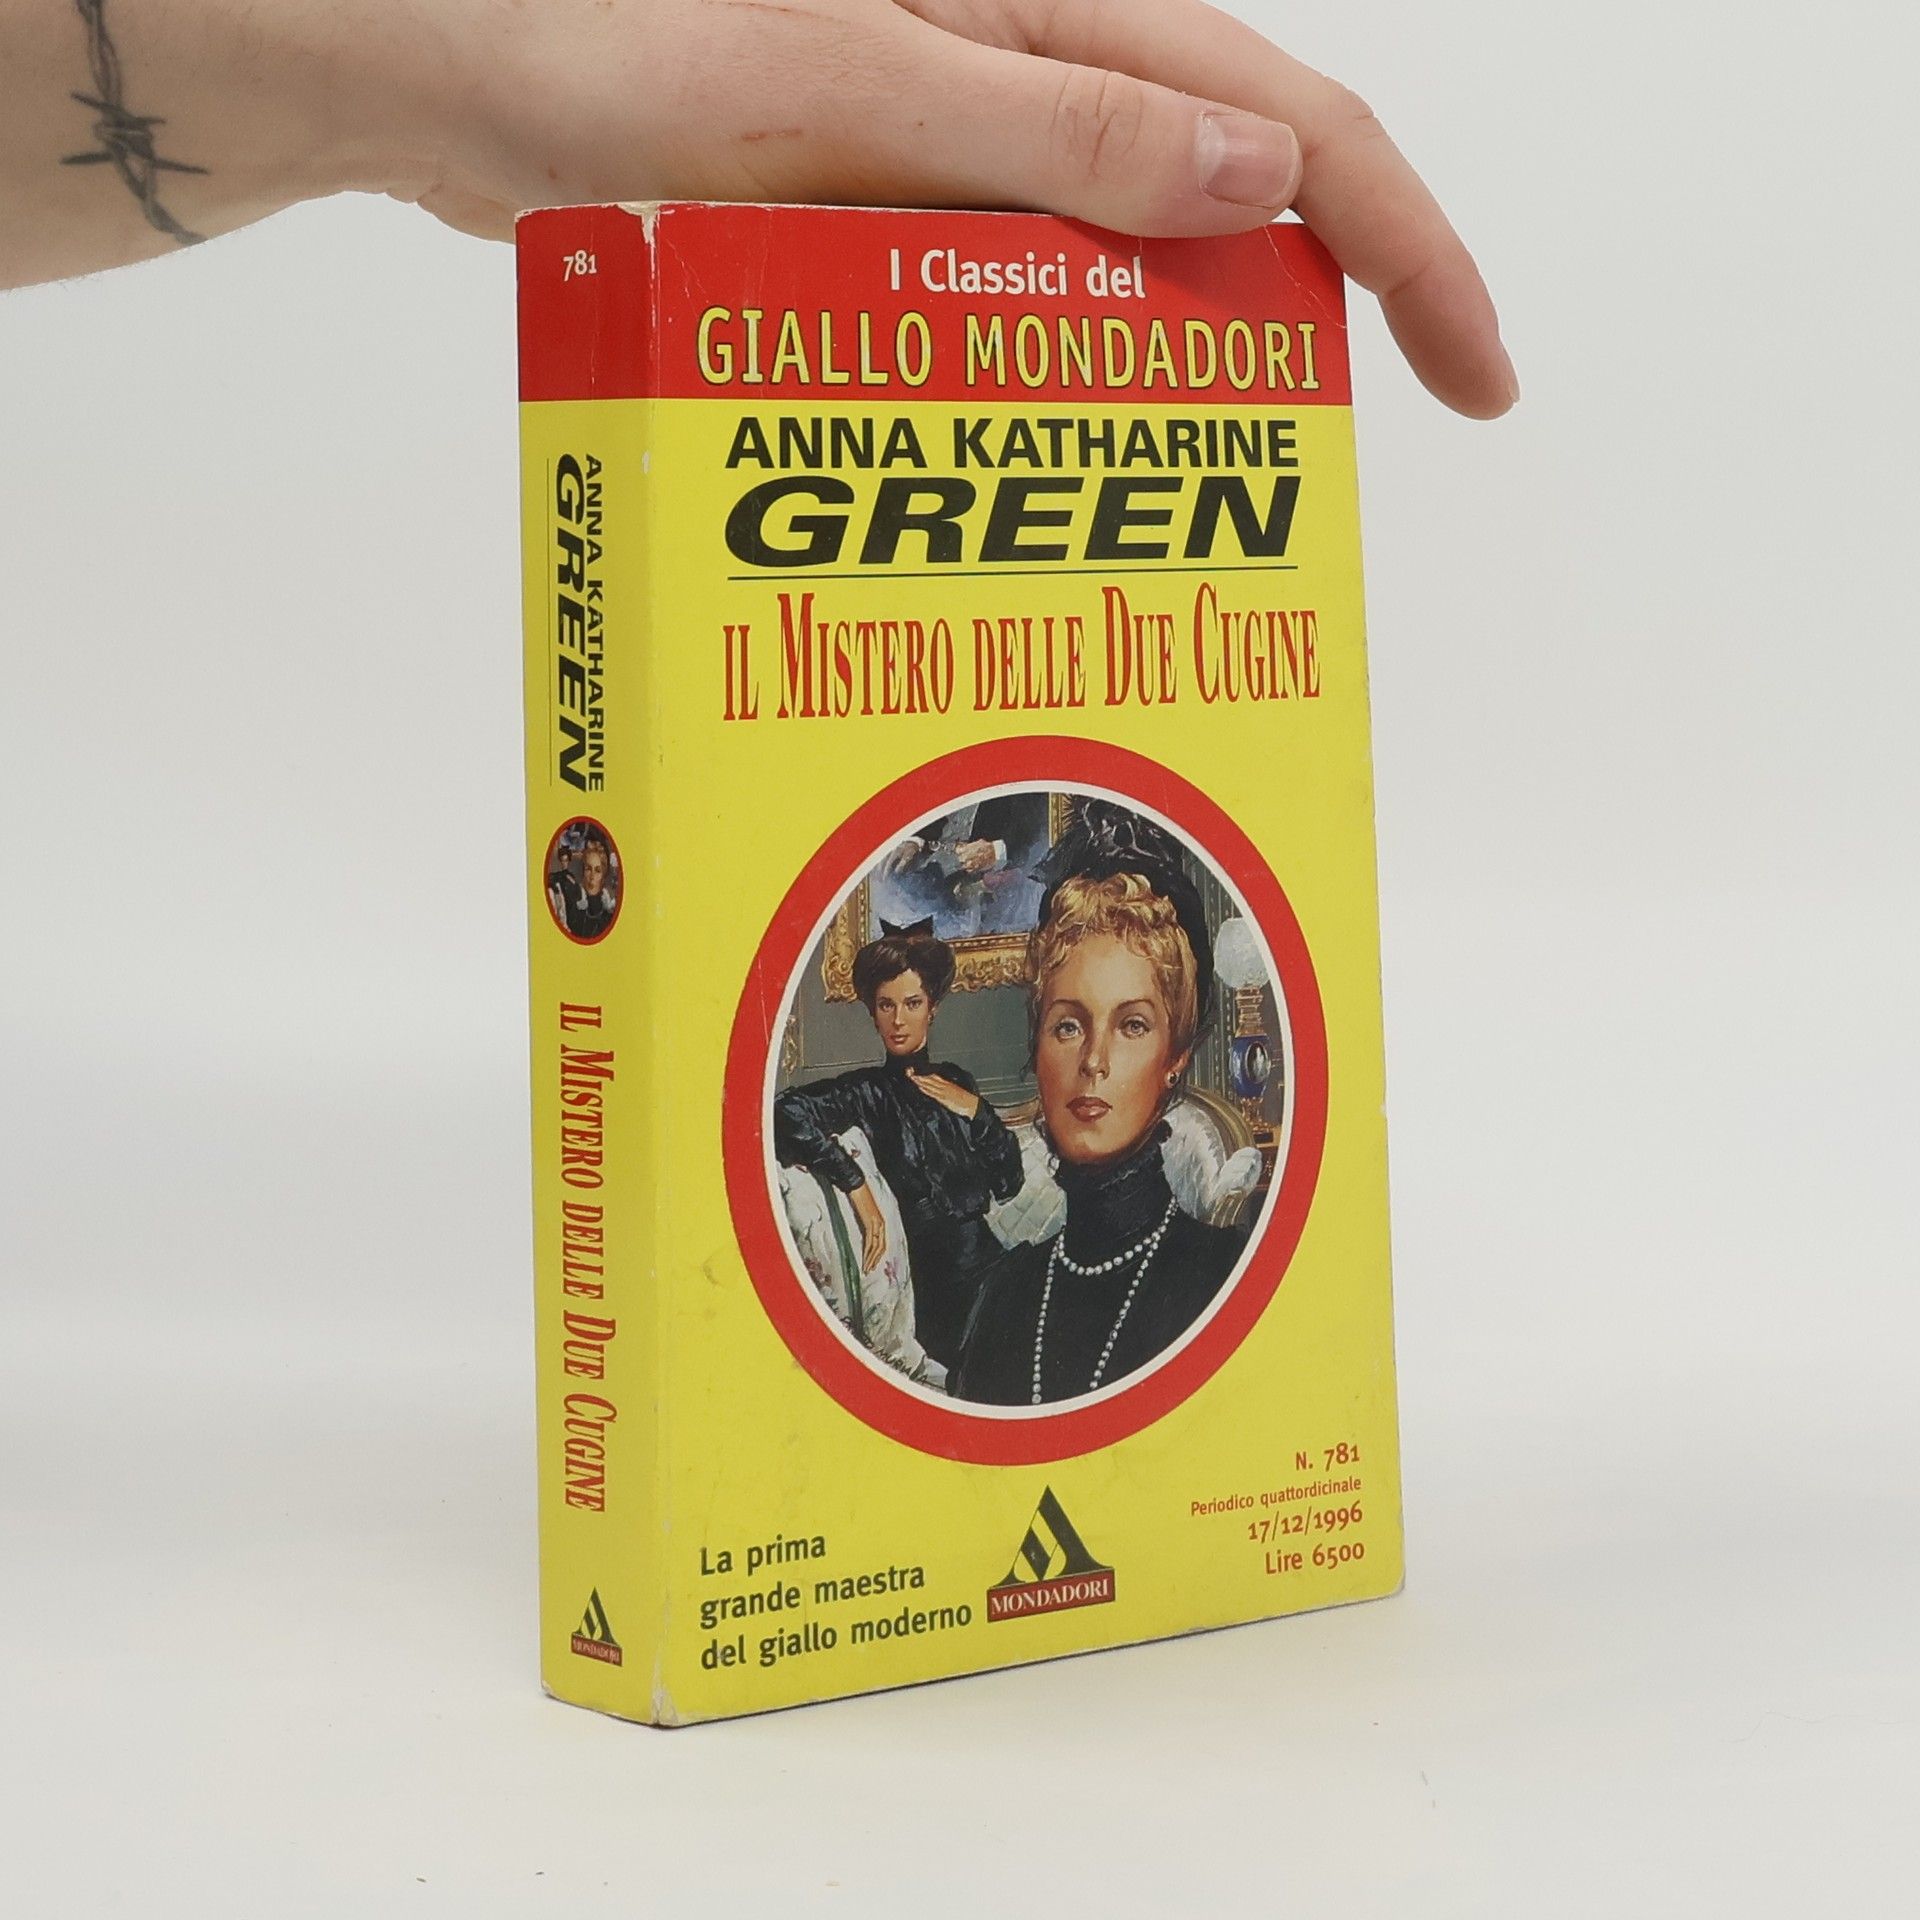 781
ANNA KATHARINE
GREEN
IL MISTERO DELLE DUE CUGINE
MONDADORI
I Classici del
GIALLO MONDADORI
ANNA KATHARINE
GREEN
IL MISTERO DELLE DUE CUGINE
La prima
grande maestra
del giallo moderno
MONDADORI
N. 781
Periodico quattordicinale
17/12/1996
Lire 6500